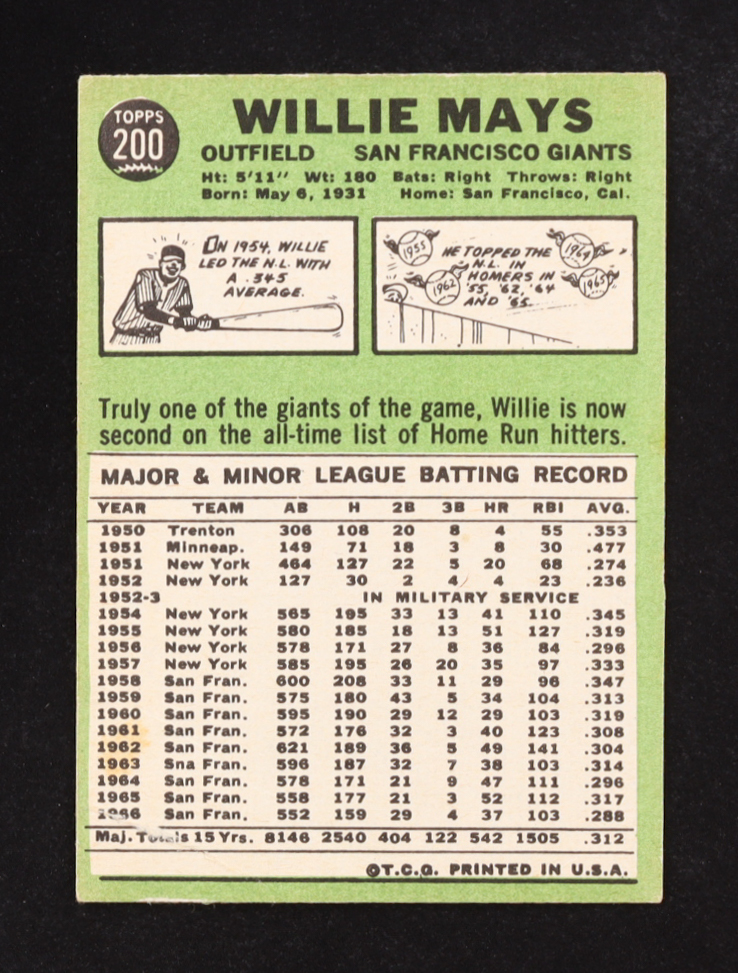 TOPPS
200
WILLIE MAYS
OUTFIELD SAN FRANCISCO GIANTS
Ht: 5'11" Wt: 180 Bats: Right Throws: Right
Born: May 6, 1931 Home: San Francisco, Cal.
IN 1954, WILLIE
LED THE N.L. WITH
A .345
AVERAGE.
1955
1962
HE TOPPED THE
N.L. IN
HOMERS IN
'55, '62, '64
AND '65.
1964
1965
Truly one of the giants of the game, Willie is now
second on the all-time list of Home Run hitters.
MAJOR & MINOR LEAGUE BATTING RECORD
YEAR TEAM AB H 2B 3B HR RBI AVG.
1950 Trenton 306 108 20 8 4 55 .353
1951 Minneap. 149 71 18 3 8 30 .477
1951 New York 464 127 22 5 20 68 .274
1952 New York 127 30 2 4 4 23 .236
1952-3 IN MILITARY SERVICE
1954 New York 565 195 33 13 41 110 .345
1955 New York 580 185 18 13 51 127 .319
1956 New York 578 171 27 8 36 84 .296
1957 New York 585 195 26 20 35 97 .333
1958 San Fran. 600 208 33 11 29 96 .347
1959 San Fran. 575 180 43 5 34 104 .313
1960 San Fran. 595 190 29 12 29 103 .319
1961 San Fran. 572 176 32 3 40 123 .308
1962 San Fran. 621 189 36 5 49 141 .304
1963 Sna Fran. 596 187 32 7 38 103 .314
1964 San Fran. 578 171 21 9 47 111 .296
1965 San Fran. 558 177 21 3 52 112 .317
1966 San Fran. 552 159 29 4 37 103 .288
Maj. Totals 15 Yrs. 8146 2540 404 122 542 1505 .312
©T.C.G. PRINTED IN U.S.A.